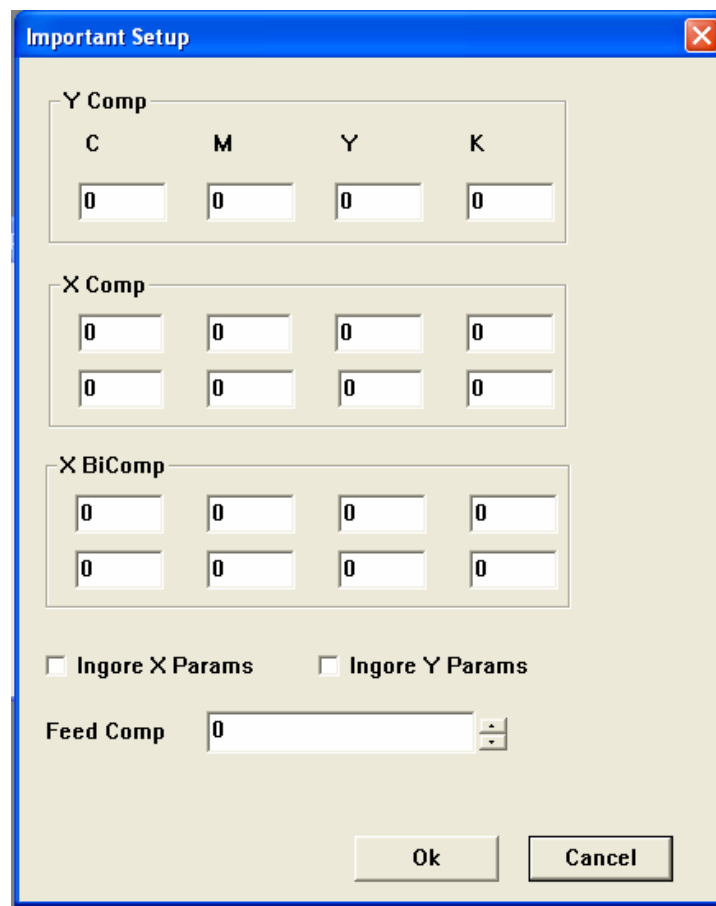 Important Setup
Y Comp
C M Y K
0 0 0 0
X Comp
0 0 0 0
0 0 0 0
X BiComp
0 0 0 0
0 0 0 0
Ingore X Params Ingore Y Params
Feed Comp 0
Ok Cancel